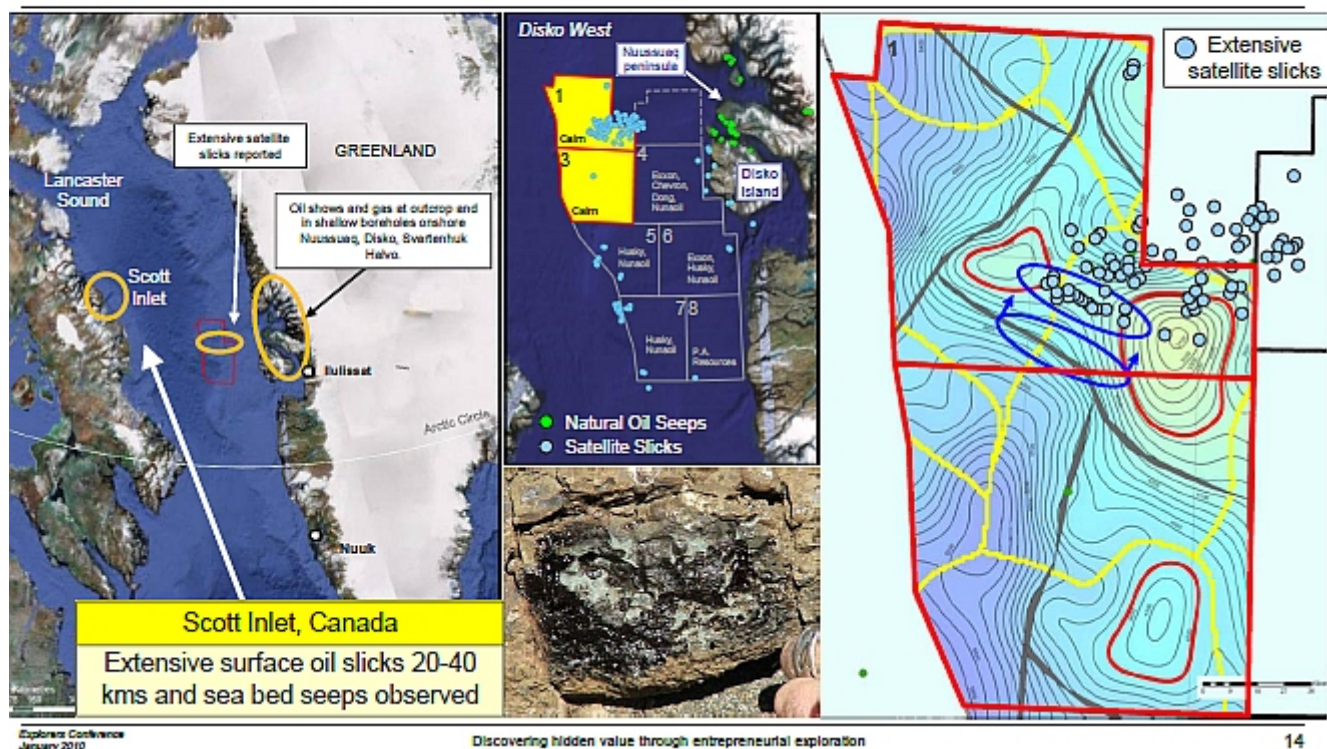 Extensive satellite
slicks reported
GREENLAND
Lancaster
Sound
Oil shows and gas at outcrop and
in shallow boreholes onshore
Nuussuaq, Disko, Svartenhuk
Halvo.
Scott
Inlet
Ilulissat
Arctic Circle
Nuuk
Scott Inlet, Canada
Extensive surface oil slicks 20-40
kms and sea bed seeps observed
Disko West
Nuussuaq
peninsula
1
Cairn
3
Cairn
4
Exxon,
Chevron,
Dong,
Nunaoil
Disko
Island
5
6
Husky,
Nunaoil
Exxon,
Husky,
Nunaoil
7
8
Husky,
Nunaoil
P.A.
Resources
Natural Oil Seeps
Satellite Slicks
1
Extensive
satellite slicks
Explorers Conference
January 2010
Discovering hidden value through entrepreneurial exploration
14